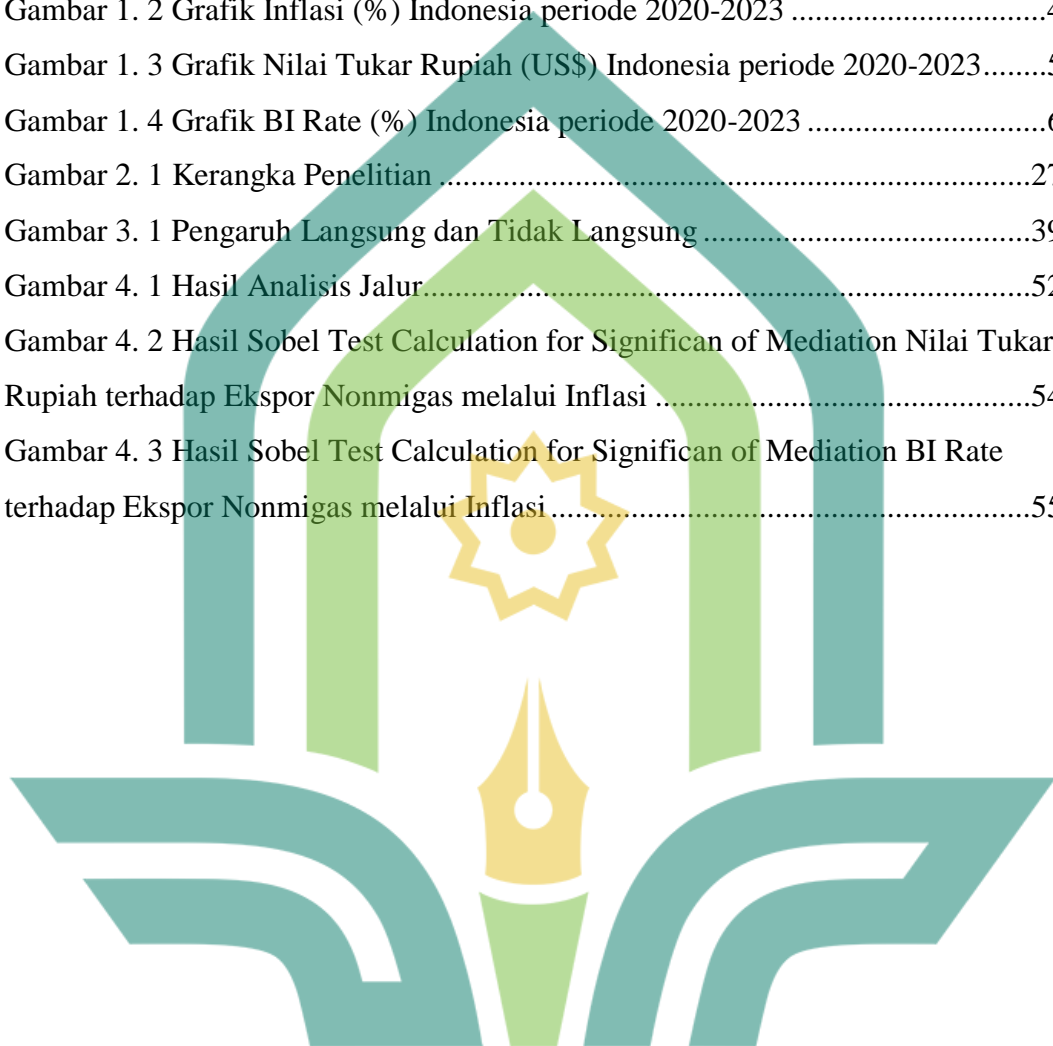 Gambar 1. 2 Grafik Inflasi (%) Indonesia periode 2020-2023 ............................4
Gambar 1. 3 Grafik Nilai Tukar Rupiah (US$) Indonesia periode 2020-2023.......5
Gambar 1. 4 Grafik BI Rate (%) Indonesia periode 2020-2023 ..........................6
Gambar 2. 1 Kerangka Penelitian ................................................................27
Gambar 3. 1 Pengaruh Langsung dan Tidak Langsung ....................................39
Gambar 4. 1 Hasil Analisis Jalur..................................................................52
Gambar 4. 2 Hasil Sobel Test Calculation for Significan of Mediation Nilai Tukar
Rupiah terhadap Ekspor Nonmigas melalui Inflasi .........................................54
Gambar 4. 3 Hasil Sobel Test Calculation for Significan of Mediation BI Rate
terhadap Ekspor Nonmigas melalui Inflasi ....................................................55